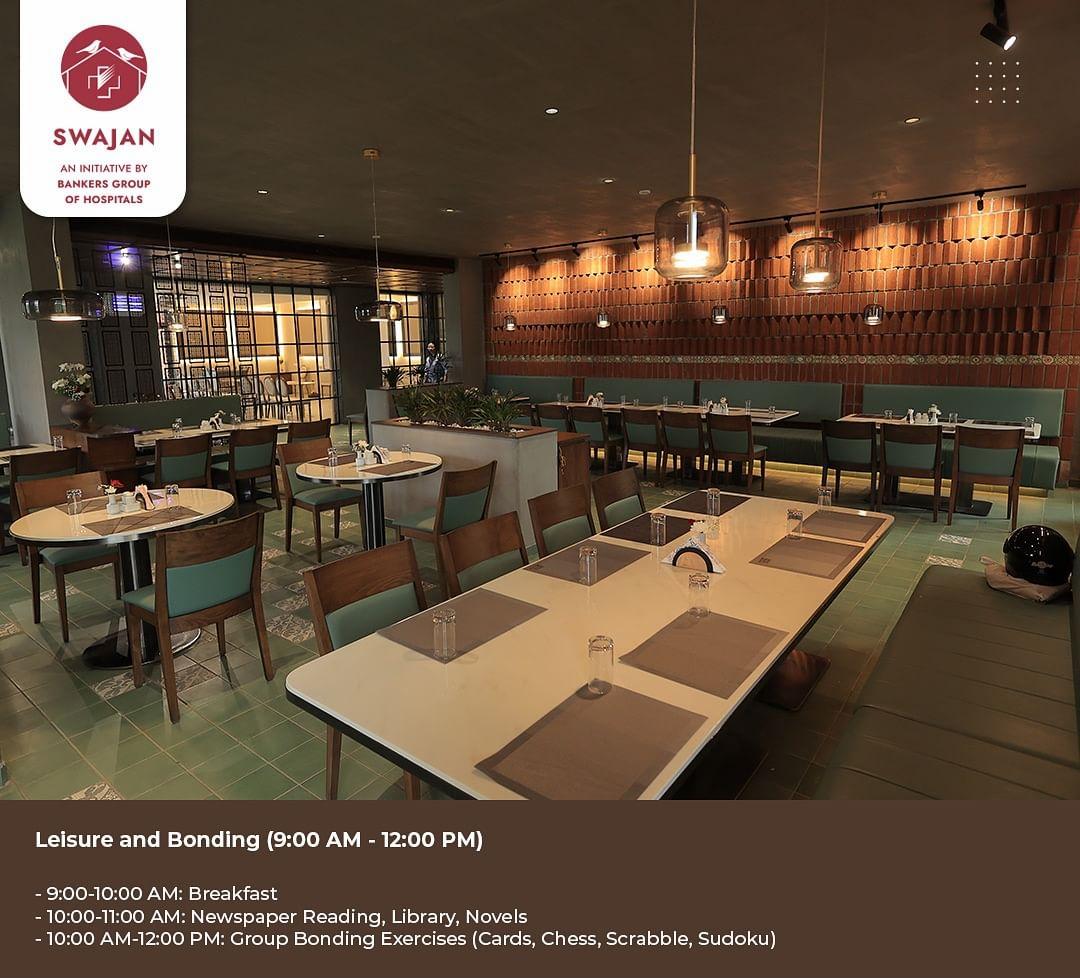 SWAJAN
AN INITIATIVE BY
BANKERS GROUP
OF HOSPITALS
Leisure and Bonding (9:00 AM - 12:00 PM)
- 9:00-10:00 AM: Breakfast
- 10:00-11:00 AM: Newspaper Reading, Library, Novels
- 10:00 AM-12:00 PM: Group Bonding Exercises (Cards, Chess, Scrabble, Sudoku)